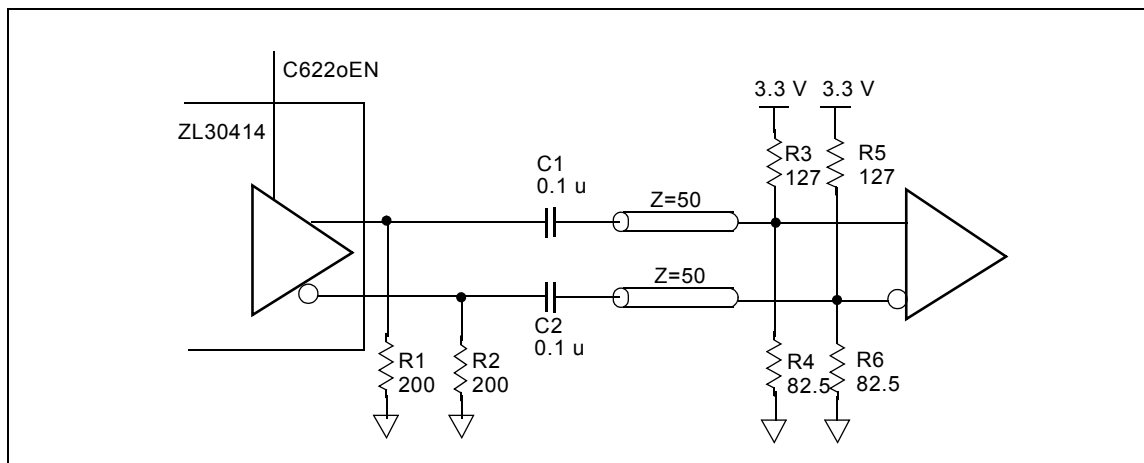 C622oEN
ZL30414
3.3 V
3.3 V
C1
0.1 u
Z=50
R3
127
R5
127
Z=50
C2
0.1 u
R1
200
R2
200
R4
82.5
R6
82.5